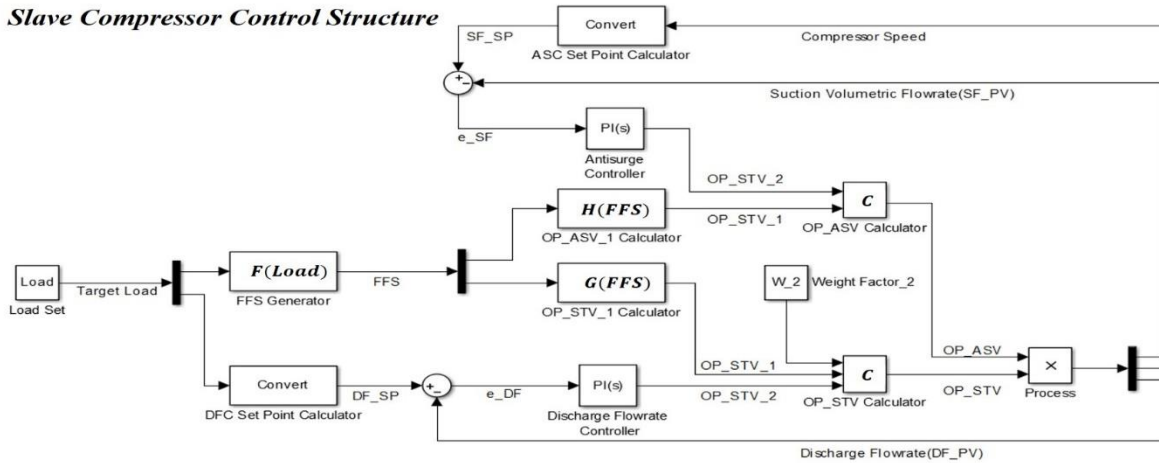 Slave Compressor Control Structure
Convert
SF_SP
Compressor Speed
ASC Set Point Calculator
+
−
Suction Volumetric Flowrate(SF_PV)
e_SF
PI(s)
Antisurge
Controller
OP_STV_2
C
H(FFS)
OP_STV_1
OP_ASV_1 Calculator
OP_ASV Calculator
Load
Target Load
Load Set
F(Load)
FFS
FFS Generator
G(FFS)
OP_STV_1 Calculator
W_2
Weight Factor_2
OP_STV_1
OP_ASV
Convert
DF_SP
DFC Set Point Calculator
+
−
e_DF
PI(s)
OP_STV_2
Discharge Flowrate
Controller
C
OP_STV
OP_STV Calculator
×
Process
Discharge Flowrate(DF_PV)